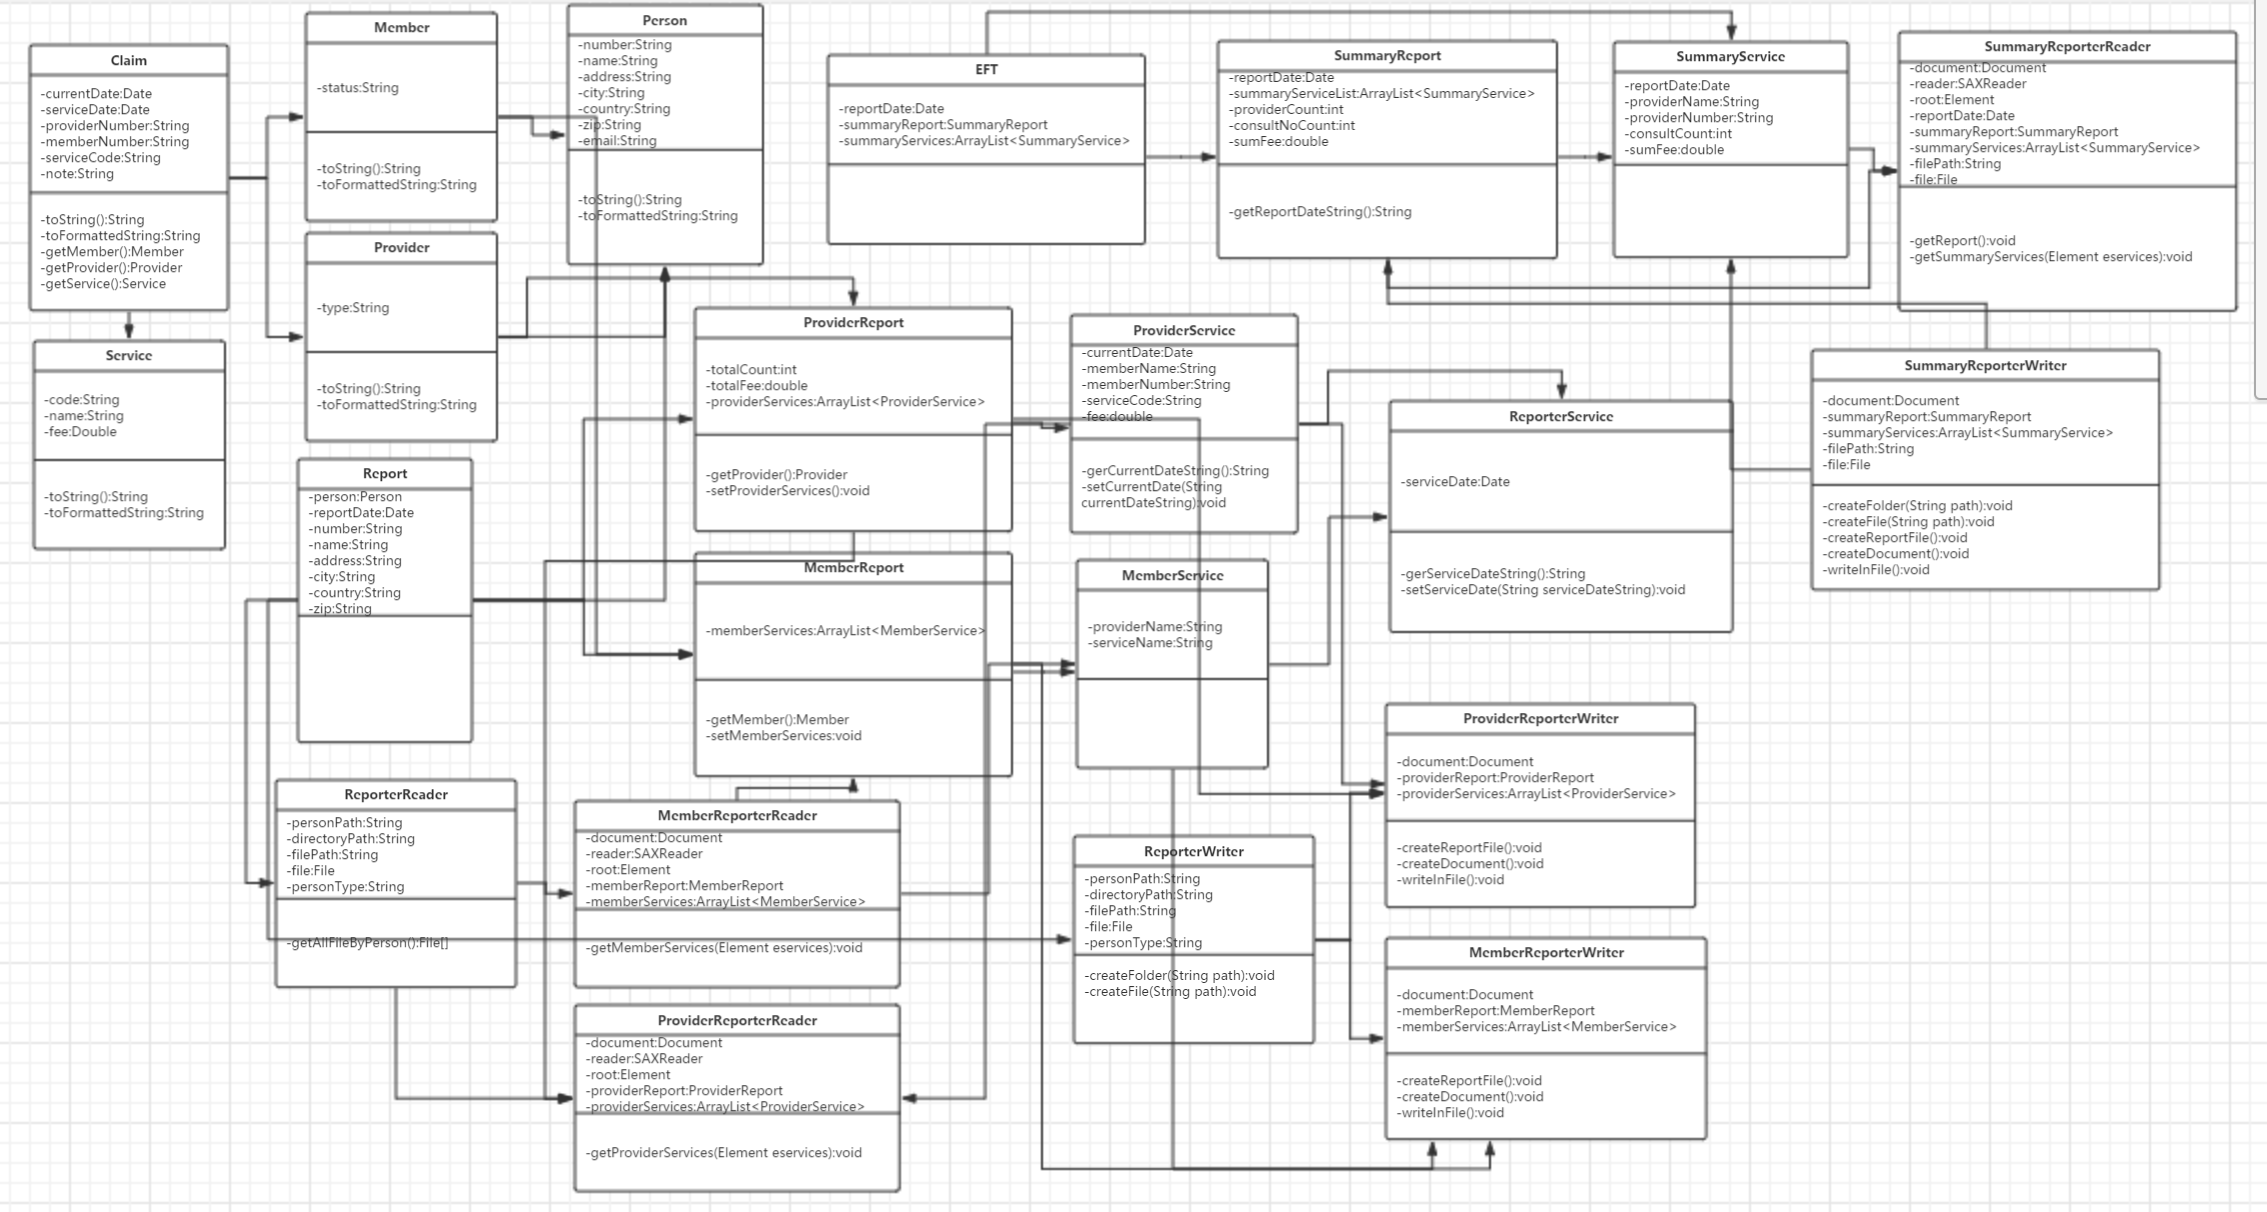 Claim
-currentDate:Date
-serviceDate:Date
-providerNumber:String
-memberNumber:String
-serviceCode:String
-note:String
-toString():String
-toFormattedString:String
-getMember():Member
-getProvider():Provider
-getService():Service
Member
-status:String
-toString():String
-toFormattedString:String
Person
-number:String
-name:String
-address:String
-city:String
-country:String
-zip:String
-email:String
-toString():String
-toFormattedString:String
EFT
-reportDate:Date
-summaryReport:SummaryReport
-summaryServices:ArrayList<SummaryService>
SummaryReport
-reportDate:Date
-summaryServiceList:ArrayList<SummaryService>
-providerCount:int
-consultNoCount:int
-sumFee:double
-getReportDateString():String
SummaryService
-reportDate:Date
-providerName:String
-providerNumber:String
-consultCount:int
-sumFee:double
SummaryReporterReader
-document:Document
-reader:SAXReader
-root:Element
-reportDate:Date
-summaryReport:SummaryReport
-summaryServices:ArrayList<SummaryService>
-filePath:String
-file:File
-getReport():void
-getSummaryServices(Element eservices):void
Provider
-type:String
-toString():String
-toFormattedString:String
Service
-code:String
-name:String
-fee:Double
-toString():String
-toFormattedString:String
ProviderReport
-totalCount:int
-totalFee:double
-providerServices:ArrayList<ProviderService>
-getProvider():Provider
-setProviderServices():void
ProviderService
-currentDate:Date
-memberName:String
-memberNumber:String
-serviceCode:String
-fee:double
-gerCurrentDateString():String
-setCurrentDate(String
currentDateString):void
ReporterService
-serviceDate:Date
-gerServiceDateString():String
-setServiceDate(String serviceDateString):void
SummaryReporterWriter
-document:Document
-summaryReport:SummaryReport
-summaryServices:ArrayList<SummaryService>
-filePath:String
-file:File
-createFolder(String path):void
-createFile(String path):void
-createReportFile():void
-createDocument():void
-writeInFile():void
Report
-person:Person
-reportDate:Date
-number:String
-name:String
-address:String
-city:String
-country:String
-zip:String
MemberReport
-memberServices:ArrayList<MemberService>
-getMember():Member
-setMemberServices:void
MemberService
-providerName:String
-serviceName:String
ProviderReporterWriter
-document:Document
-providerReport:ProviderReport
-providerServices:ArrayList<ProviderService>
-createReportFile():void
-createDocument():void
-writeInFile():void
ReporterReader
-personPath:String
-directoryPath:String
-filePath:String
-file:File
-personType:String
-getAllFileByPerson():File[]
MemberReporterReader
-document:Document
-reader:SAXReader
-root:Element
-memberReport:MemberReport
-memberServices:ArrayList<MemberService>
-getMemberServices(Element eservices):void
ReporterWriter
-personPath:String
-directoryPath:String
-filePath:String
-file:File
-personType:String
-createFolder(String path):void
-createFile(String path):void
MemberReporterWriter
-document:Document
-memberReport:MemberReport
-memberServices:ArrayList<MemberService>
-createReportFile():void
-createDocument():void
-writeInFile():void
ProviderReporterReader
-document:Document
-reader:SAXReader
-root:Element
-providerReport:ProviderReport
-providerServices:ArrayList<ProviderService>
-getProviderServices(Element eservices):void